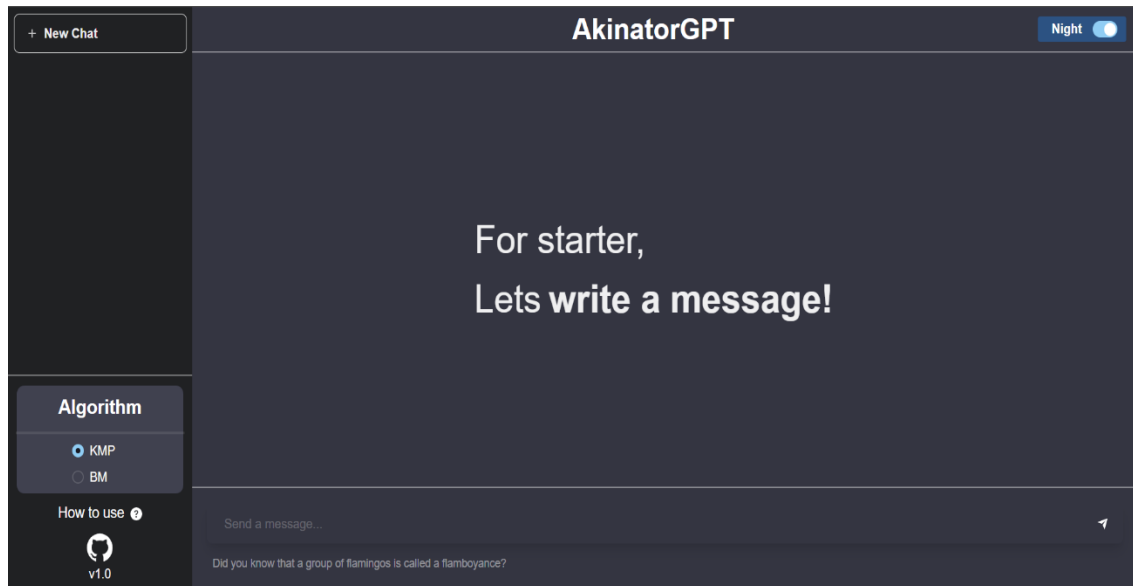 + New Chat
AkinatorGPT
Night
For starter,
Lets write a message!
Algorithm
KMP
BM
How to use ?
v1.0
Send a message...
Did you know that a group of flamingos is called a flamboyance?